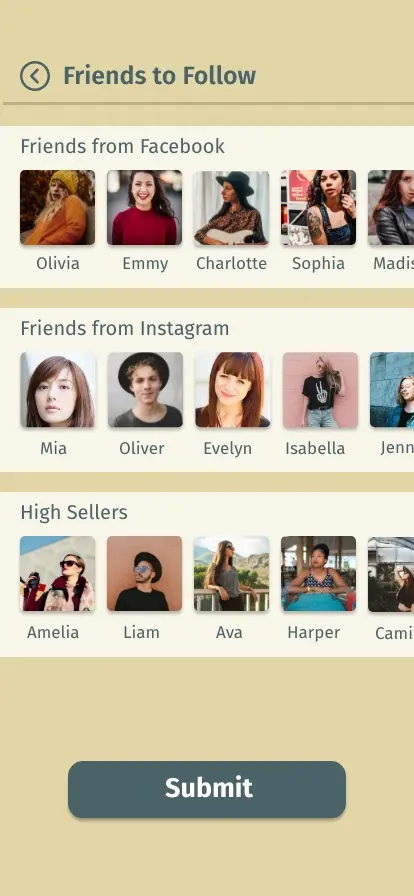 Friends to Follow
Friends from Facebook
Olivia Emmy Charlotte Sophia Madis
Friends from Instagram
Mia Oliver Evelyn Isabella Jenn
High Sellers
Amelia Liam Ava Harper Cami
Submit